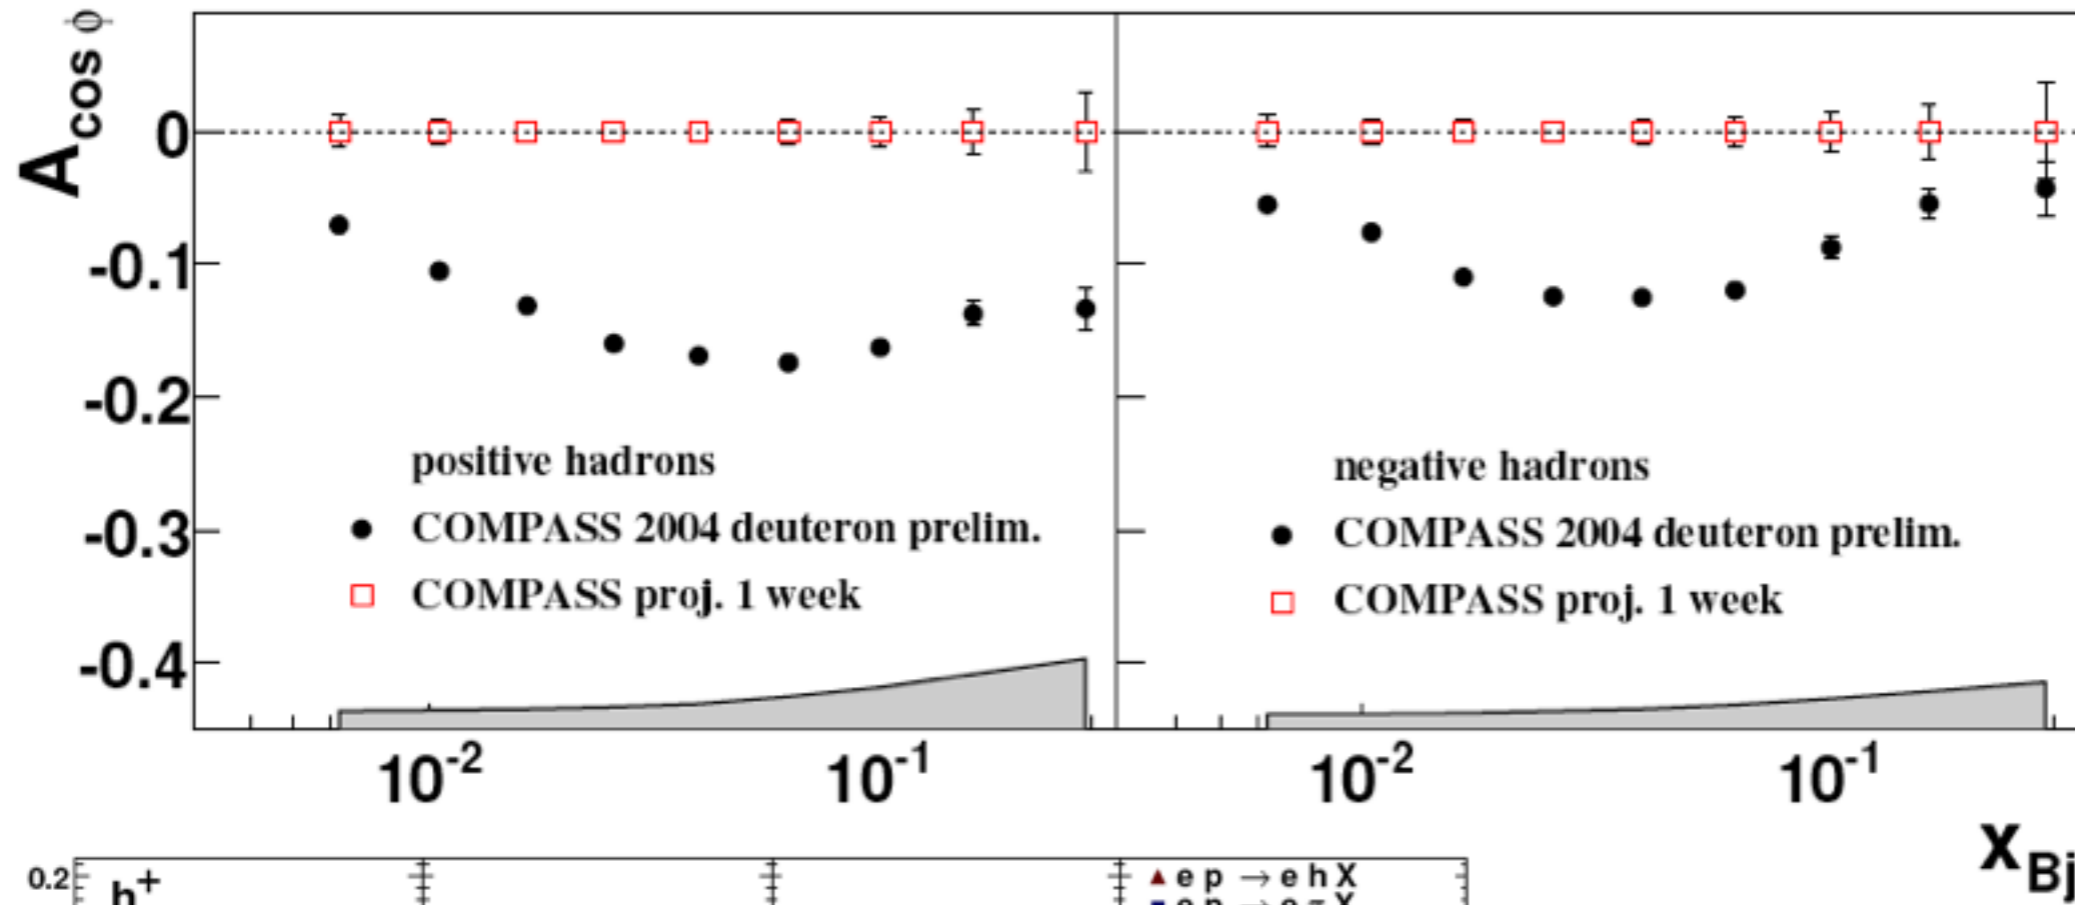 A cos ϕ
0
-0.1
-0.2
-0.3
-0.4
positive hadrons
COMPASS 2004 deuteron prelim.
COMPASS proj. 1 week
negative hadrons
COMPASS 2004 deuteron prelim.
COMPASS proj. 1 week
10-2 10-1 10-2 10-1
xBj
0.2 h+ e p → e h X